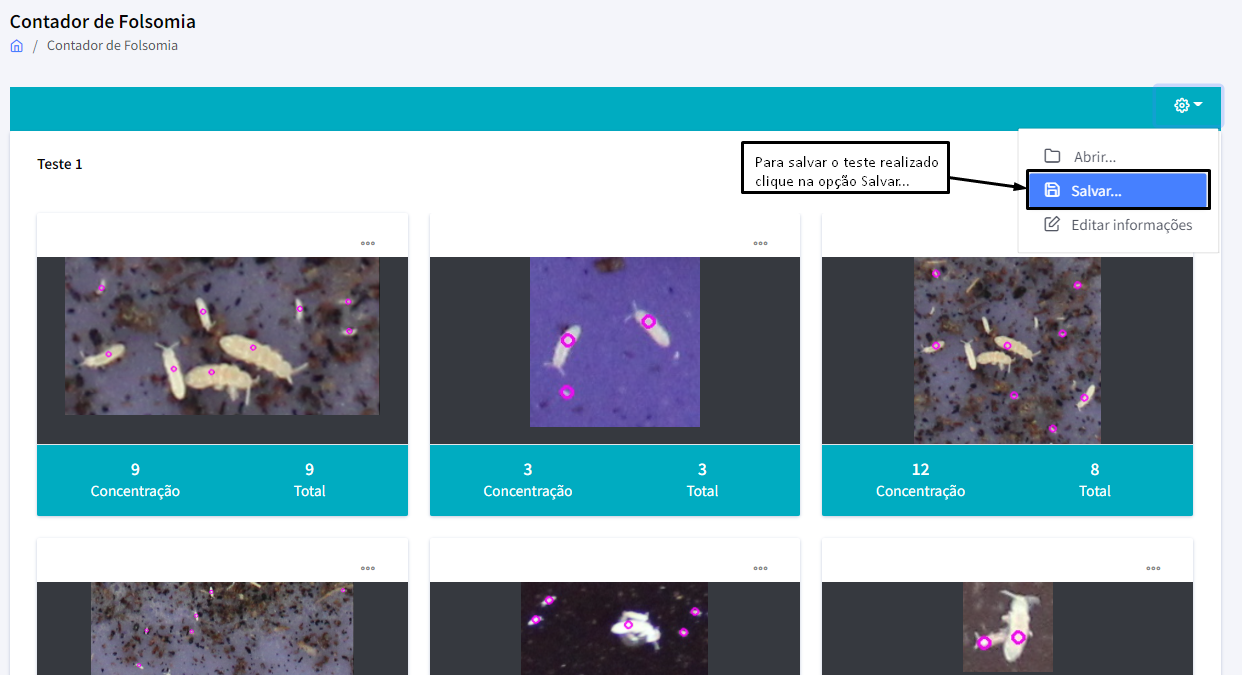 Contador de Folsomia
/ Contador de Folsomia
Teste 1
Para salvar o teste realizado
clique na opção Salvar...
Abrir...
Salvar...
Editar informações
9
Concentração
9
Total
3
Concentração
3
Total
12
Concentração
8
Total